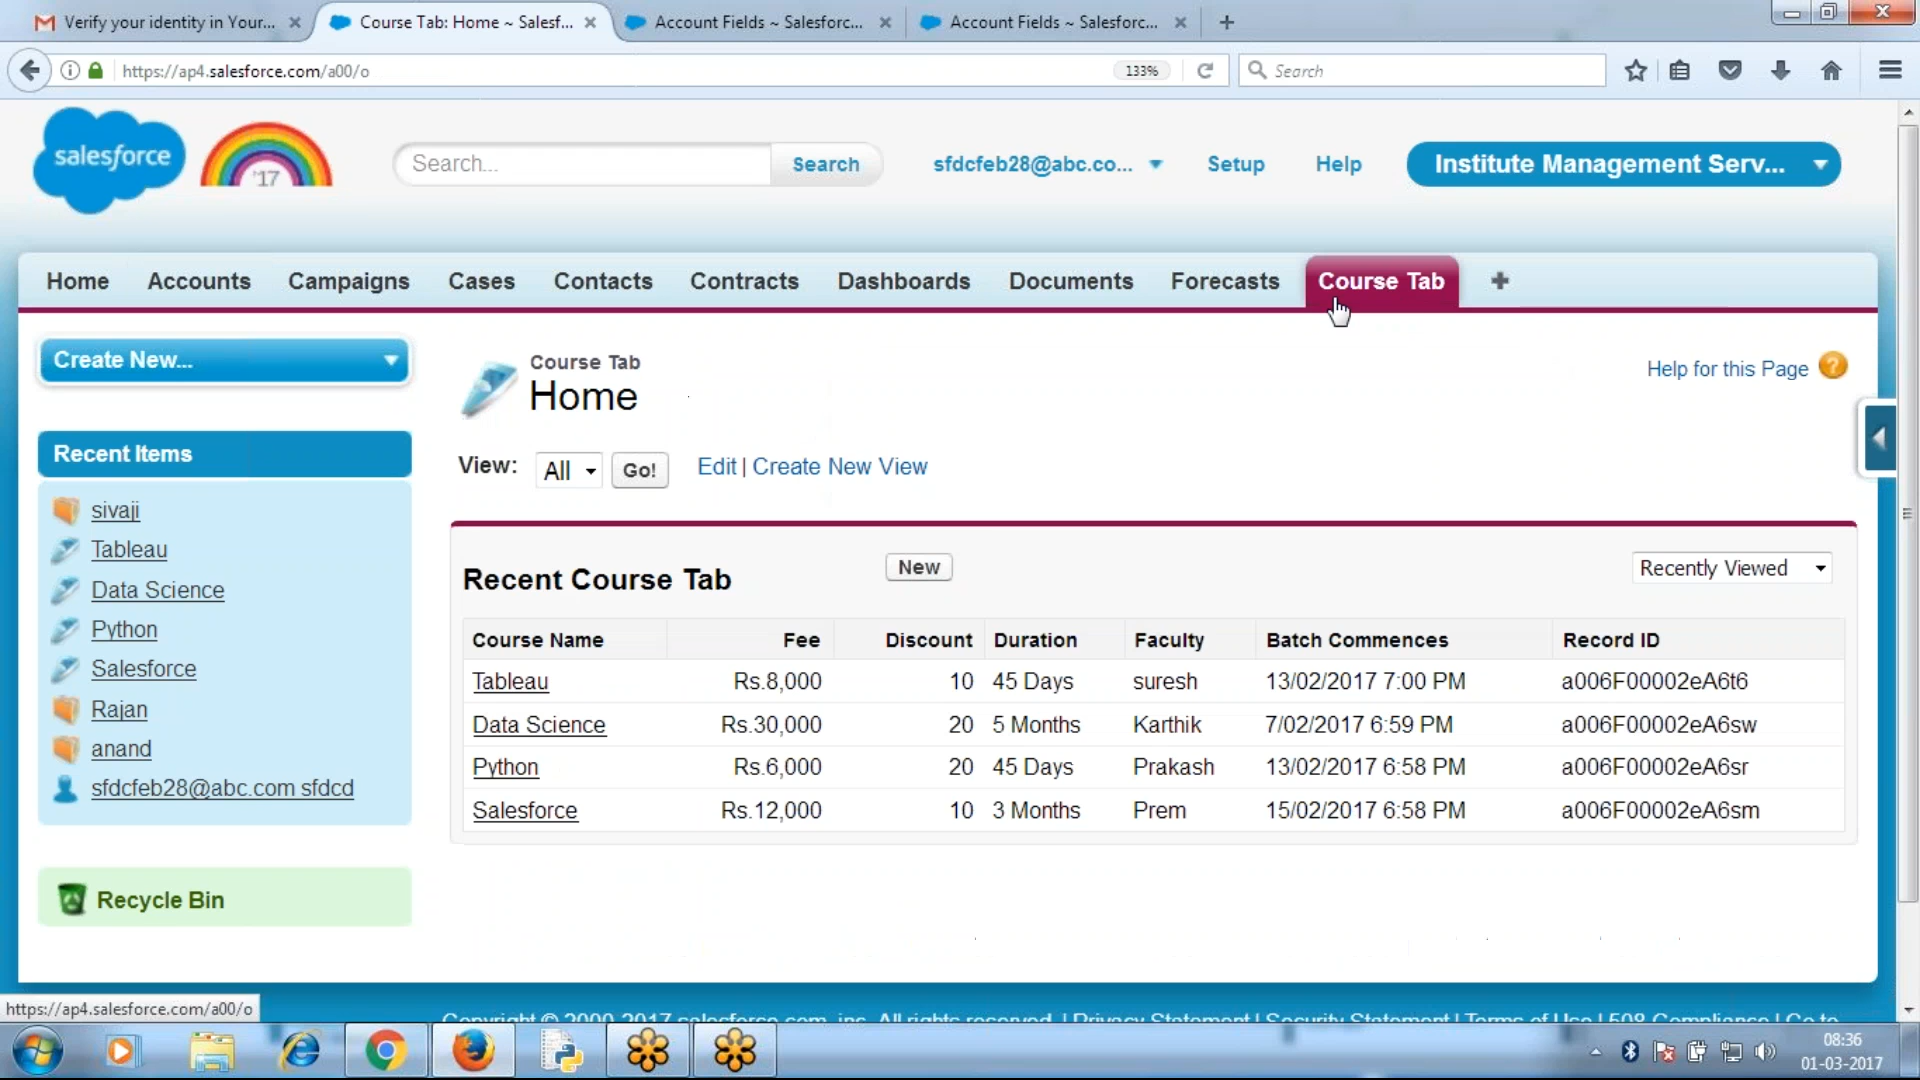 Verify your identity in Your...
Course Tab: Home ~ Salesf...
Account Fields ~ Salesforc...
Account Fields ~ Salesforc...
https://ap4.salesforce.com/a00/o
133%
Search
salesforce
'17
Search...
Search
sfdcfeb28@abc.co...
Setup
Help
Institute Management Serv...
Home Accounts Campaigns Cases Contacts Contracts Dashboards Documents Forecasts Course Tab
Create New...
Course Tab
Home
Help for this Page
View: All Go! Edit | Create New View
Recent Items
sivaji
Tableau
Data Science
Python
Salesforce
Rajan
anand
sfdcfeb28@abc.com sfdcd
Recycle Bin
Recent Course Tab
New
Recently Viewed
Course Name Fee Discount Duration Faculty Batch Commences Record ID
Tableau Rs.8,000 10 45 Days suresh 13/02/2017 7:00 PM a006F00002eA6t6
Data Science Rs.30,000 20 5 Months Karthik 7/02/2017 6:59 PM a006F00002eA6sw
Python Rs.6,000 20 45 Days Prakash 13/02/2017 6:58 PM a006F00002eA6sr
Salesforce Rs.12,000 10 3 Months Prem 15/02/2017 6:58 PM a006F00002eA6sm
https://ap4.salesforce.com/a00/o
Copyright © 2000-2017 salesforce.com, inc. All rights reserved. | Privacy Statement | Security Statement | Terms of Use | 508 Compliance | Go to
08:36
01-03-2017